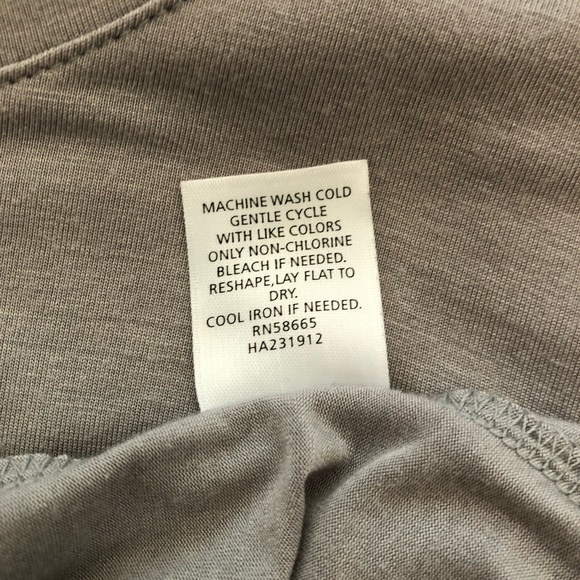 MACHINE WASH COLD
GENTLE CYCLE
WITH LIKE COLORS
ONLY NON-CHLORINE
BLEACH IF NEEDED.
RESHAPE,LAY FLAT TO
DRY.
COOL IRON IF NEEDED.
RN58665
HA231912